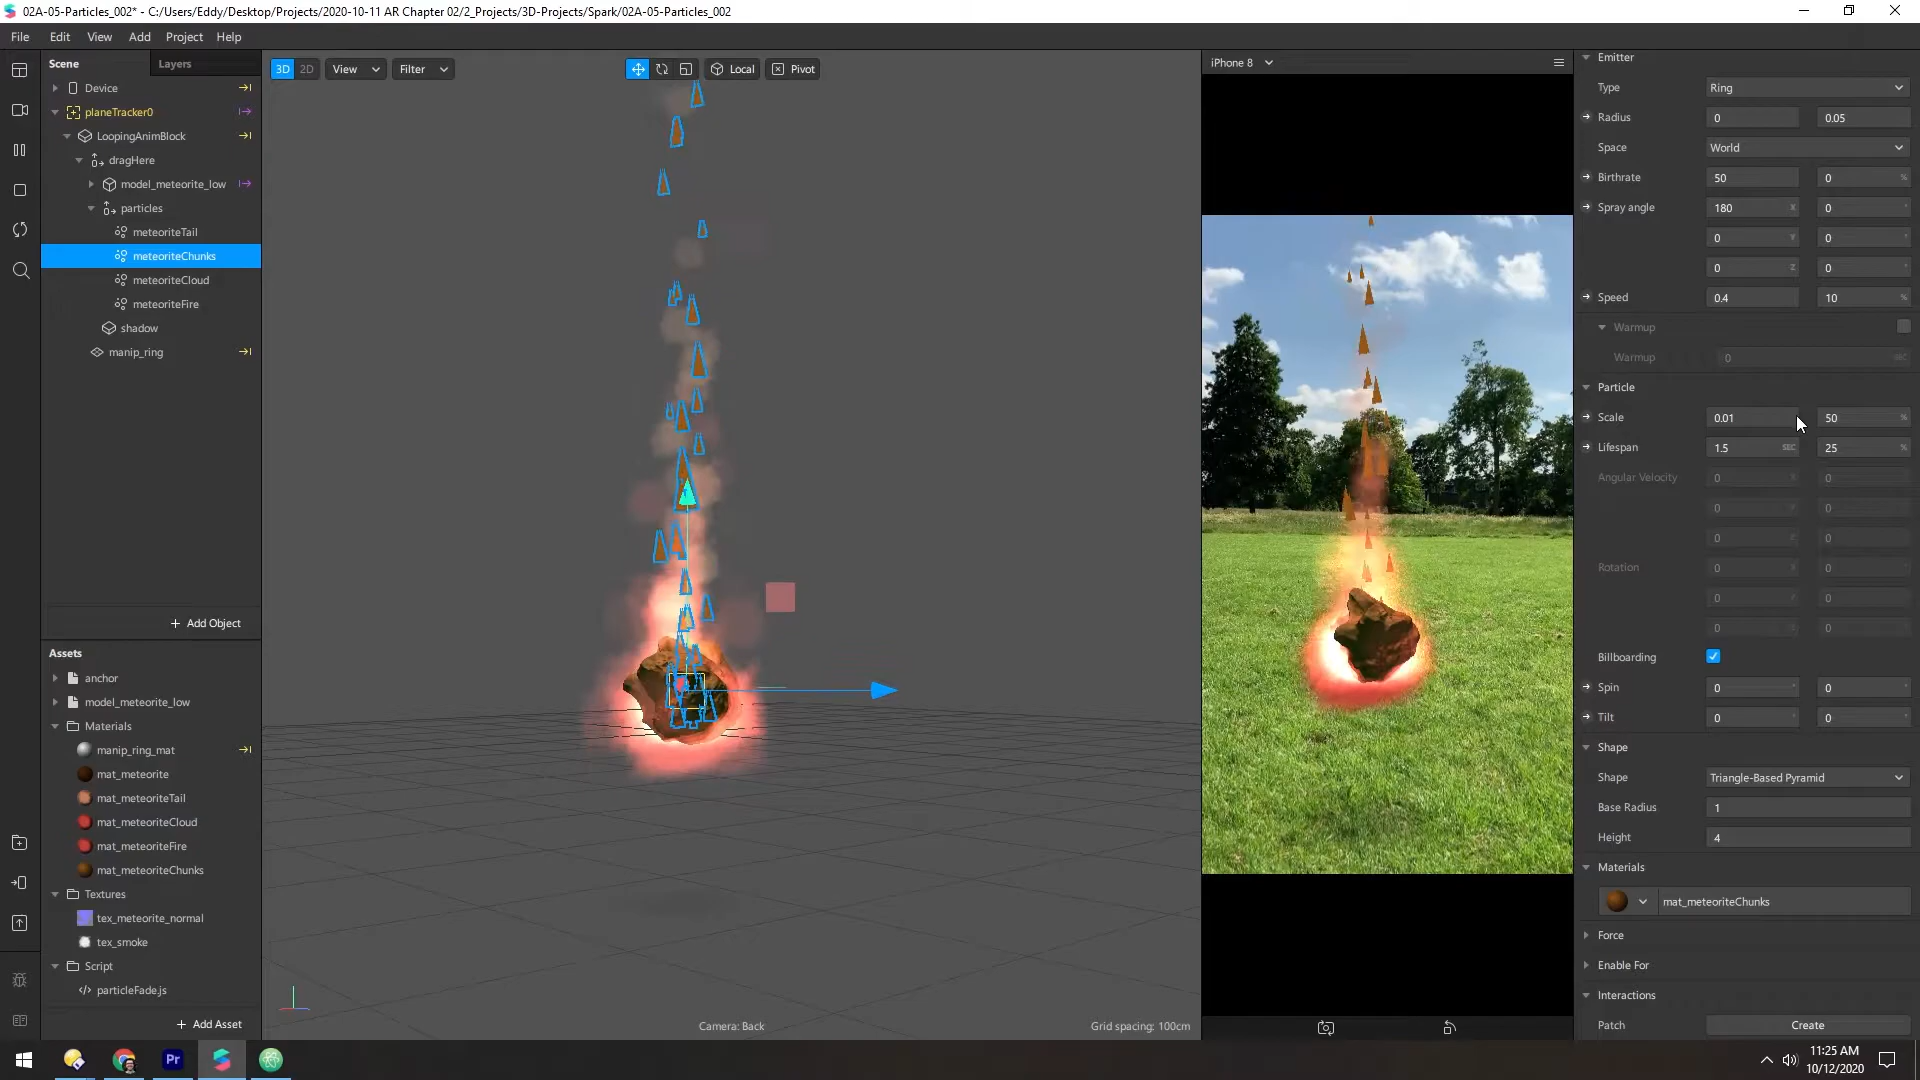 02A-05-Particles_002* - C:/Users/Eddy/Desktop/Projects/2020-10-11 AR Chapter 02/2_Projects/3D-Projects/Spark/02A-05-Particles_002
File Edit View Add Project Help
Scene Layers
Device
planeTracker0
LoopingAnimBlock
dragHere
model_meteorite_low
particles
meteoriteTail
meteoriteChunks
meteoriteCloud
meteoriteFire
shadow
manip_ring
+ Add Object
Assets
anchor
model_meteorite_low
Materials
manip_ring_mat
mat_meteorite
mat_meteoriteTail
mat_meteoriteCloud
mat_meteoriteFire
mat_meteoriteChunks
Textures
tex_meteorite_normal
tex_smoke
Script
</> particleFade.js
+ Add Asset
3D 2D View Filter Local Pivot
Camera: Back
Grid spacing: 100cm
iPhone 8
Emitter
Type Ring
Radius 0 0.05
Space World
Birthrate 50 0 %
Spray angle 180 X 0 °
0 Y 0 °
0 Z 0 °
Speed 0.4 10 %
Warmup
Warmup 0 SEC
Particle
Scale 0.01 50 %
Lifespan 1.5 SEC 25 %
Angular Velocity 0 X 0 °
0 Y 0 °
0 Z 0 °
Rotation 0 X 0 °
0 Y 0 °
0 Z 0 °
Billboarding
Spin 0 ° 0 °
Tilt 0 ° 0 °
Shape
Shape Triangle-Based Pyramid
Base Radius 1
Height 4
Materials
mat_meteoriteChunks
Force
Enable For
Interactions
Patch Create
Pr
11:25 AM
10/12/2020